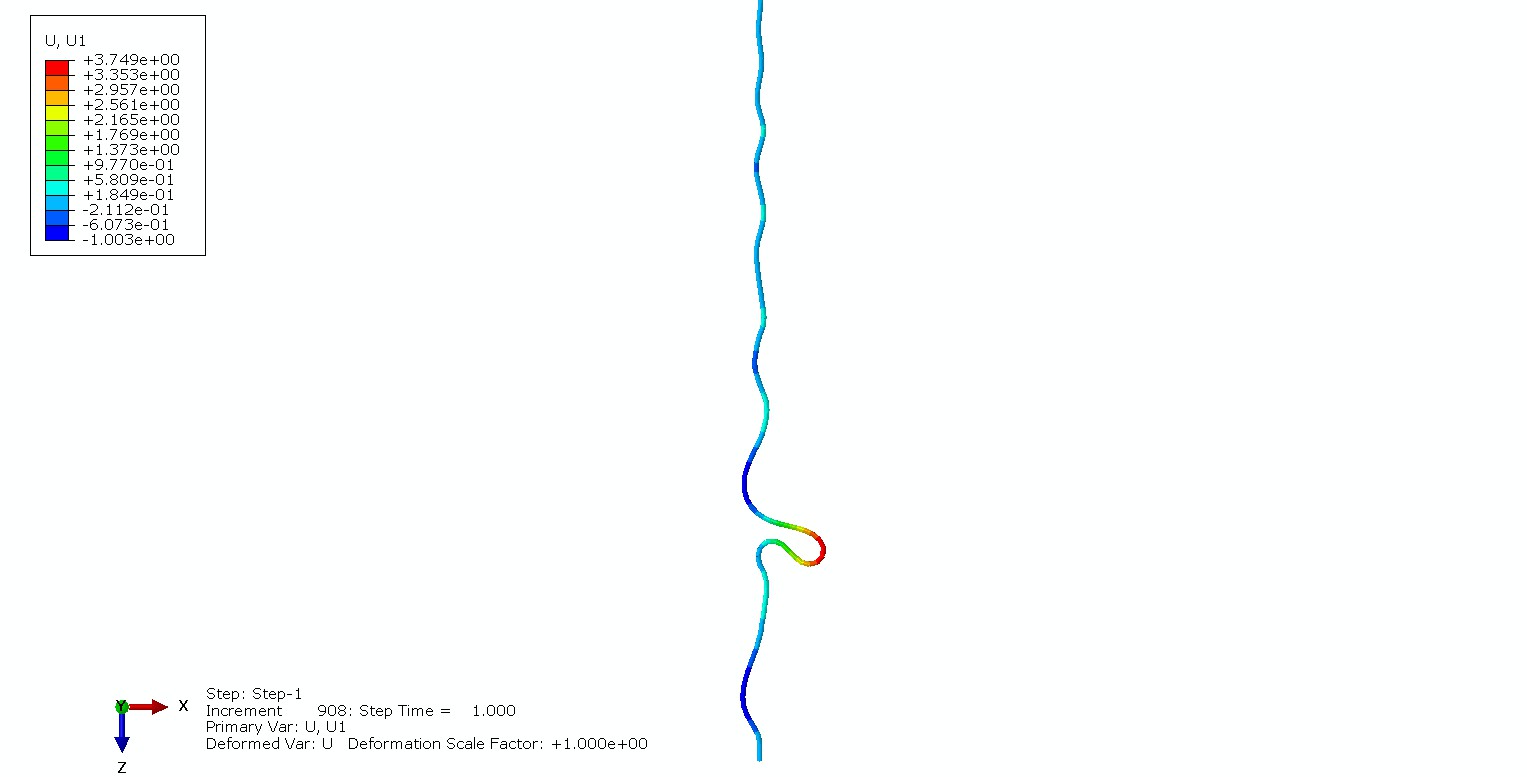 U, U1
+3.749e+00
+3.353e+00
+2.957e+00
+2.561e+00
+2.165e+00
+1.769e+00
+1.373e+00
+9.770e-01
+5.809e-01
+1.849e-01
-2.112e-01
-6.073e-01
-1.003e+00
Y
X
Z
Step: Step-1
Increment 908: Step Time = 1.000
Primary Var: U, U1
Deformed Var: U Deformation Scale Factor: +1.000e+00